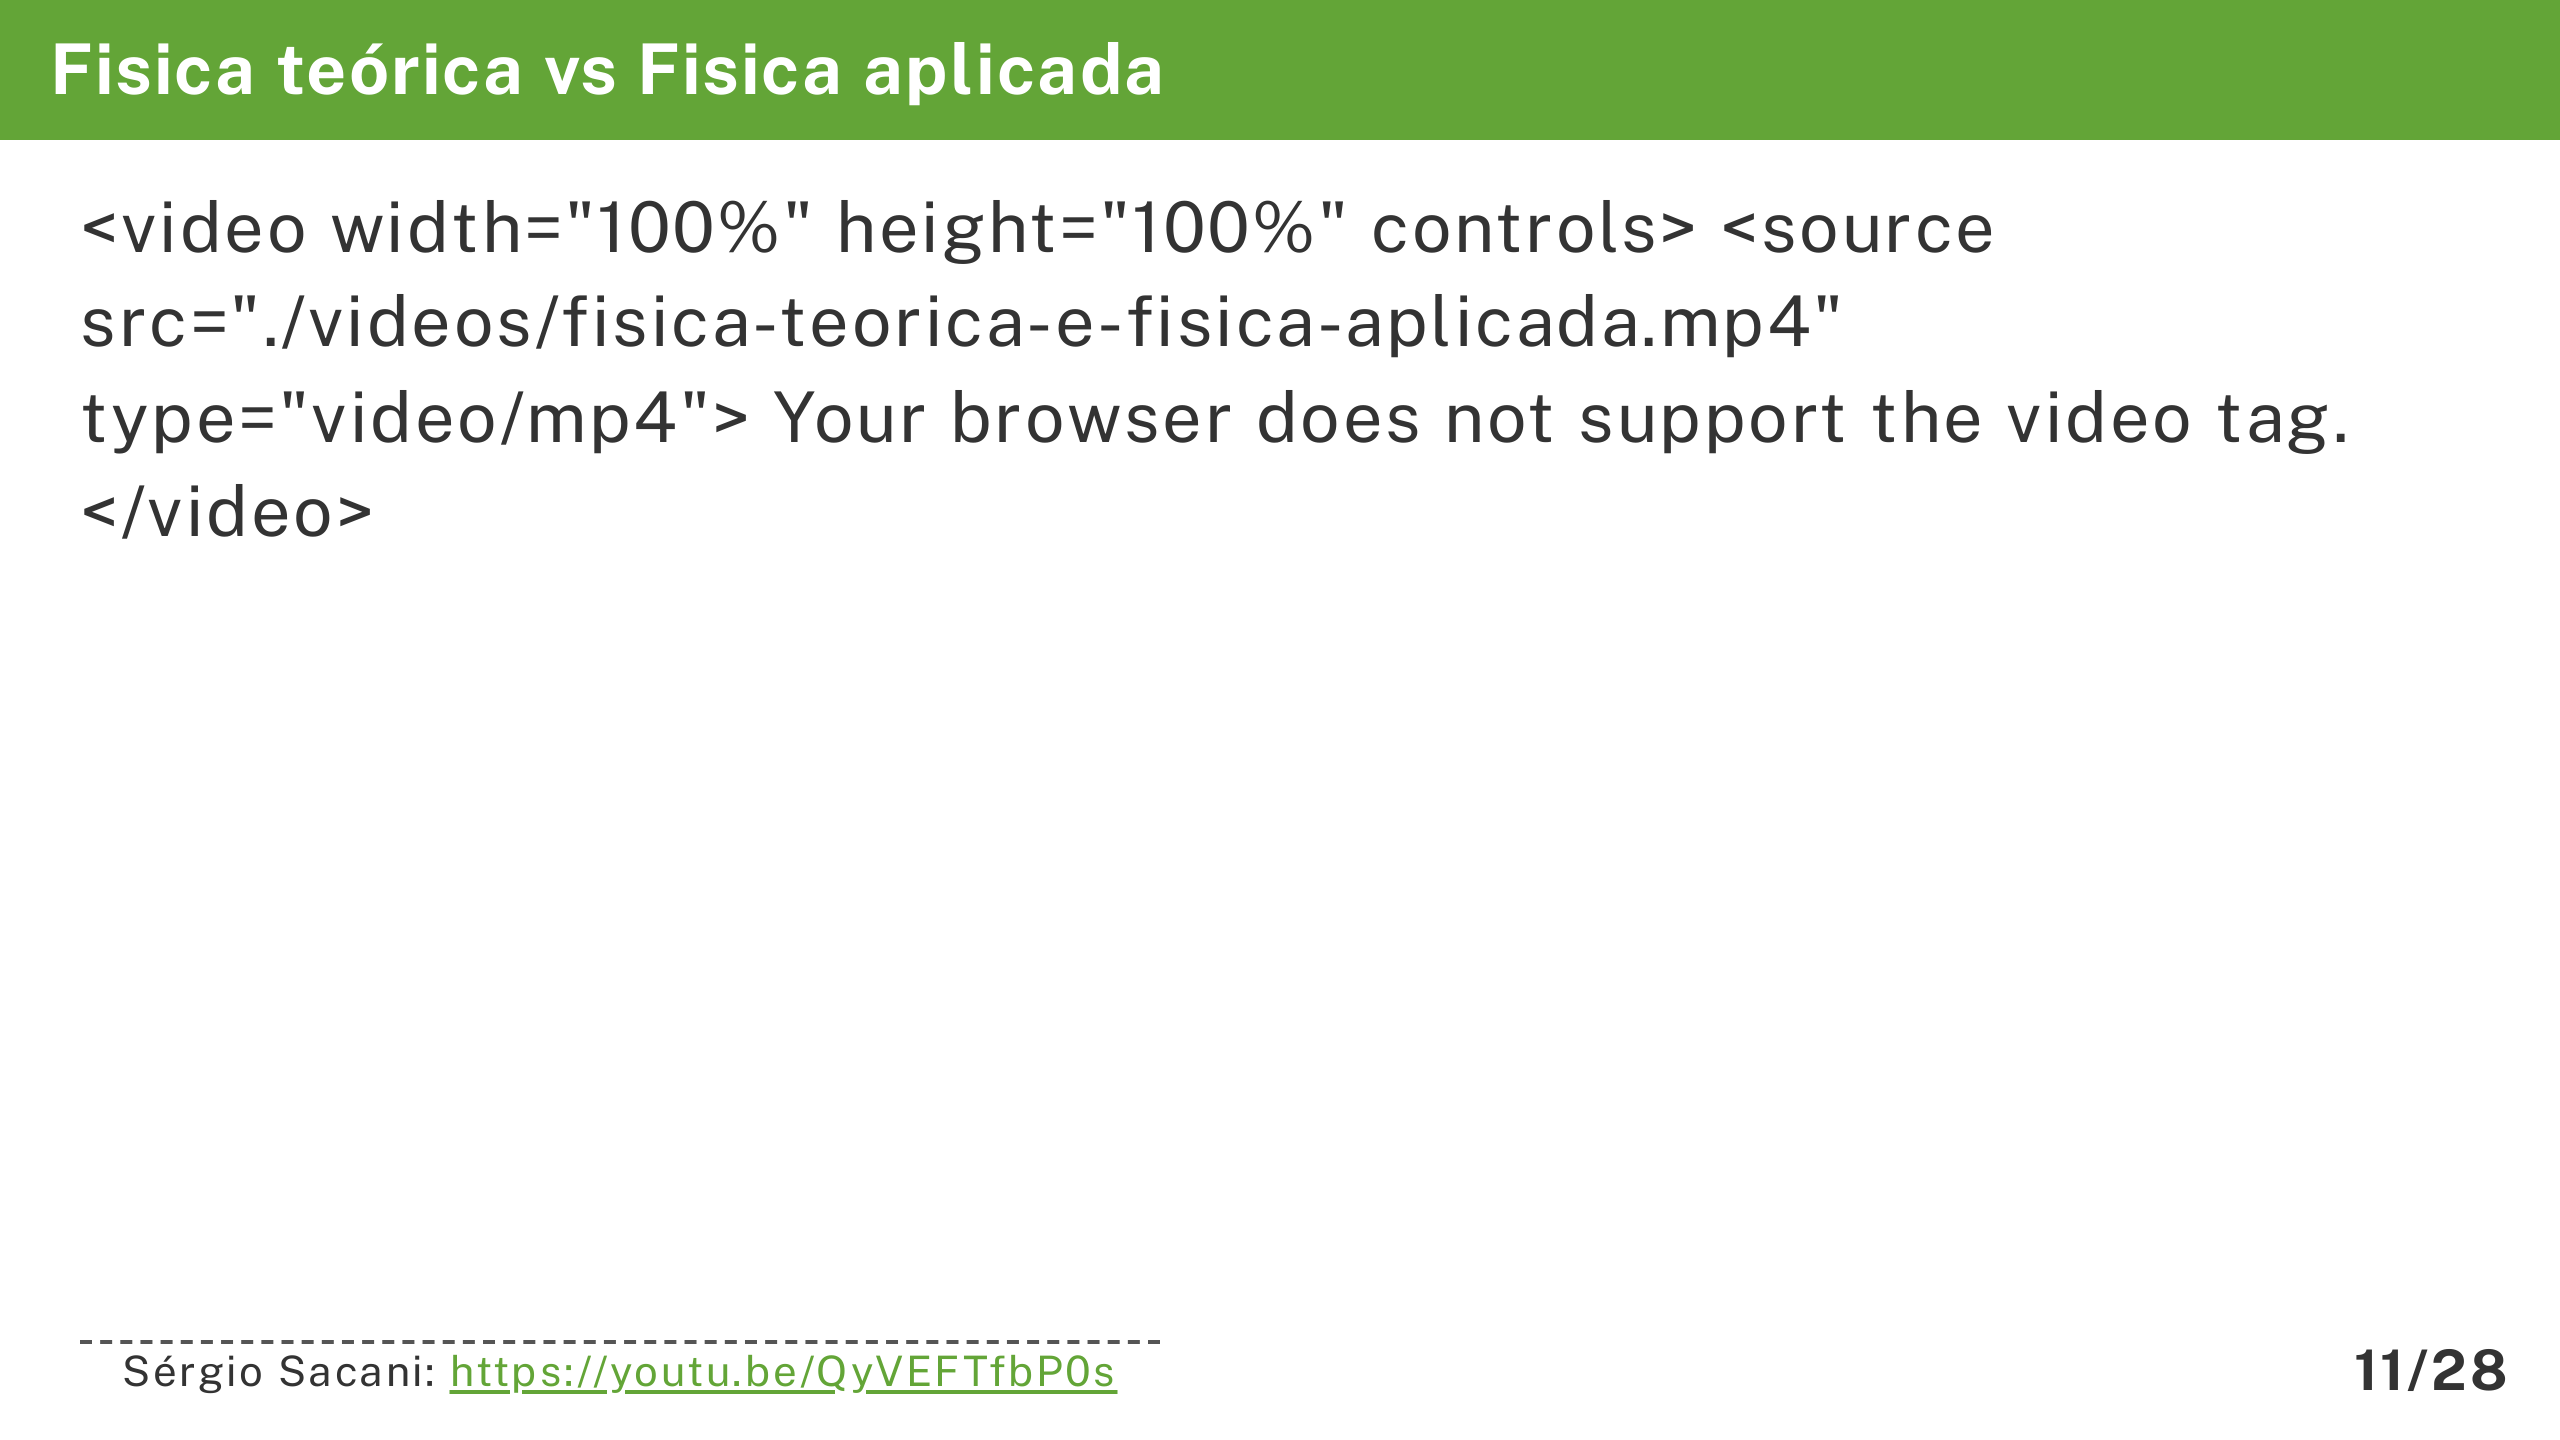 Fisica teórica vs Fisica aplicada
<video width="100%" height="100%" controls> <source
src="./videos/fisica-teorica-e-fisica-aplicada.mp4"
type="video/mp4"> Your browser does not support the video tag.
</video>
Sérgio Sacani: https://youtu.be/QyVEFTfbP0s
11/28